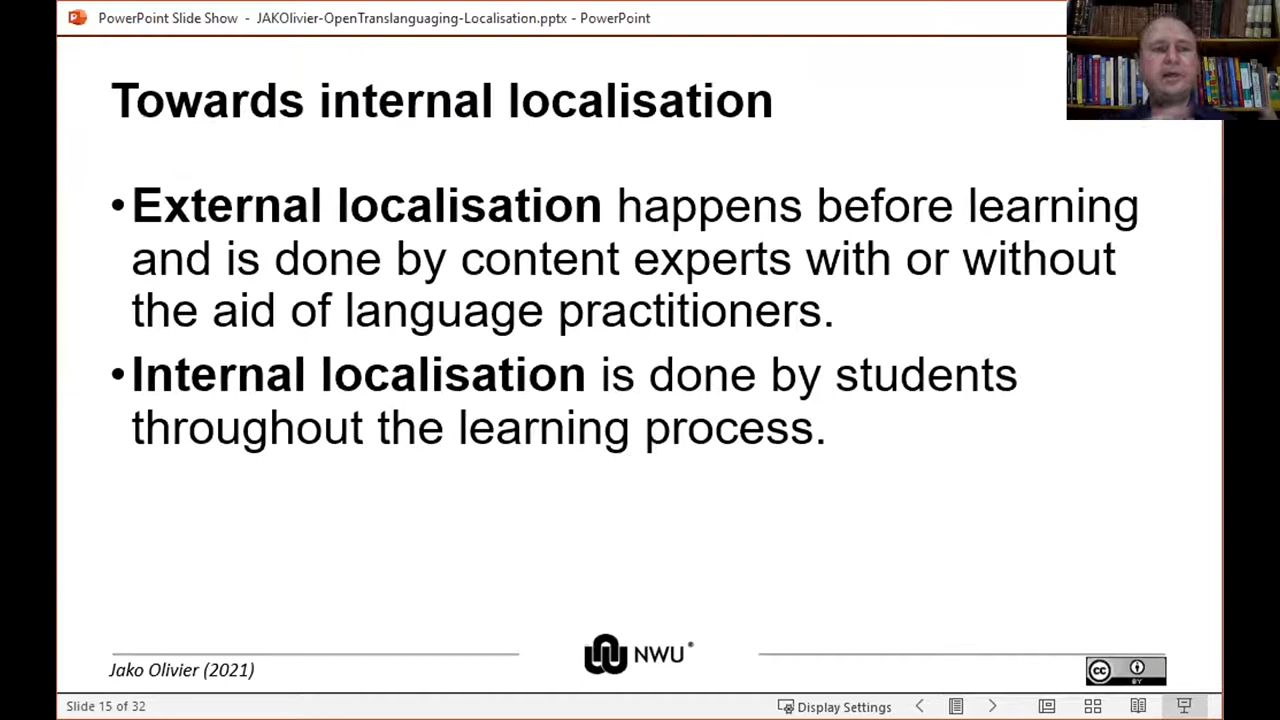 PowerPoint Slide Show - JAKOlivier-OpenTranslanguaging-Localisation.pptx - PowerPoint
Towards internal localisation
•External localisation happens before learning
and is done by content experts with or without
the aid of language practitioners.
•Internal localisation is done by students
throughout the learning process.
Jako Olivier (2021)
NWU®
cc BY
Slide 15 of 32
Display Settings